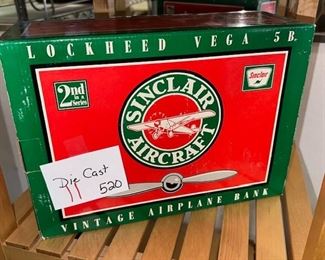 LOCKHEED VEGA 5B.
2nd
in a
Series
Sinclair
SINCLAIR
AIRCRAFT
Die Cast
520
VINTAGE AIRPLANE BANK